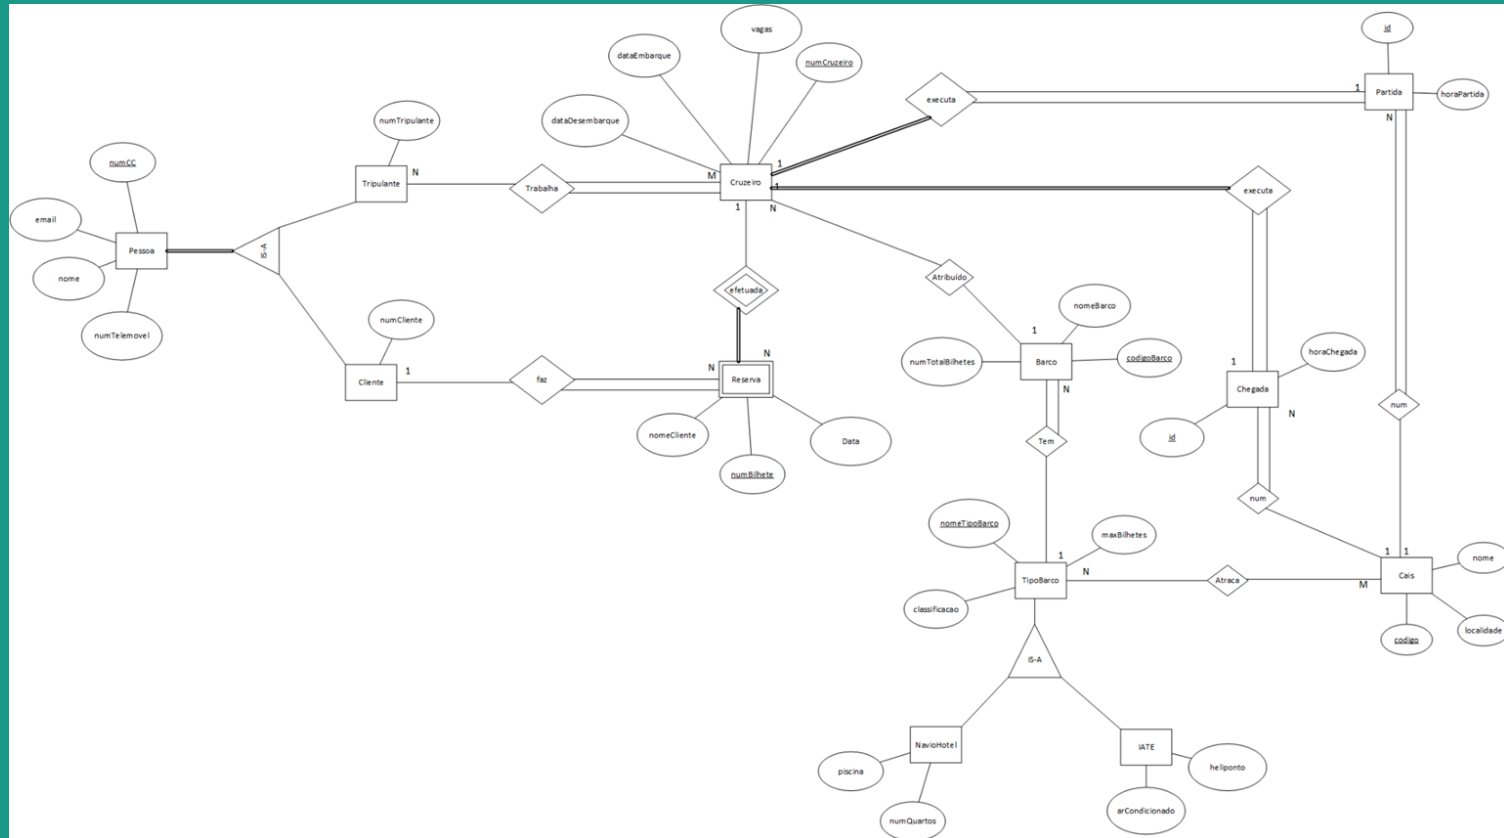 id
vagas
dataEmbarque
numCruzeiro
executa
1
Partida
horaPartida
N
numTripulante
dataDesembarque
numCC
Tripulante
N
Trabalha
M
Cruzeiro
1
1
1
N
executa
email
Pessoa
IS-A
nome
numTelemovel
efetuada
Atribuído
nomeBarco
numCliente
numTotalBilhetes
1
Barco
codigoBarco
horaChegada
1
Chegada
N
N
N
N
Cliente
1
faz
Reserva
num
nomeCliente
Data
numBilhete
Tem
id
num
nomeTipoBarco
maxBilhetes
1
TipoBarco
N
Atraca
M
1
1
Cais
nome
classificacao
codigo
localidade
IS-A
NavioHotel
IATE
piscina
heliponto
numQuartos
arCondicionado